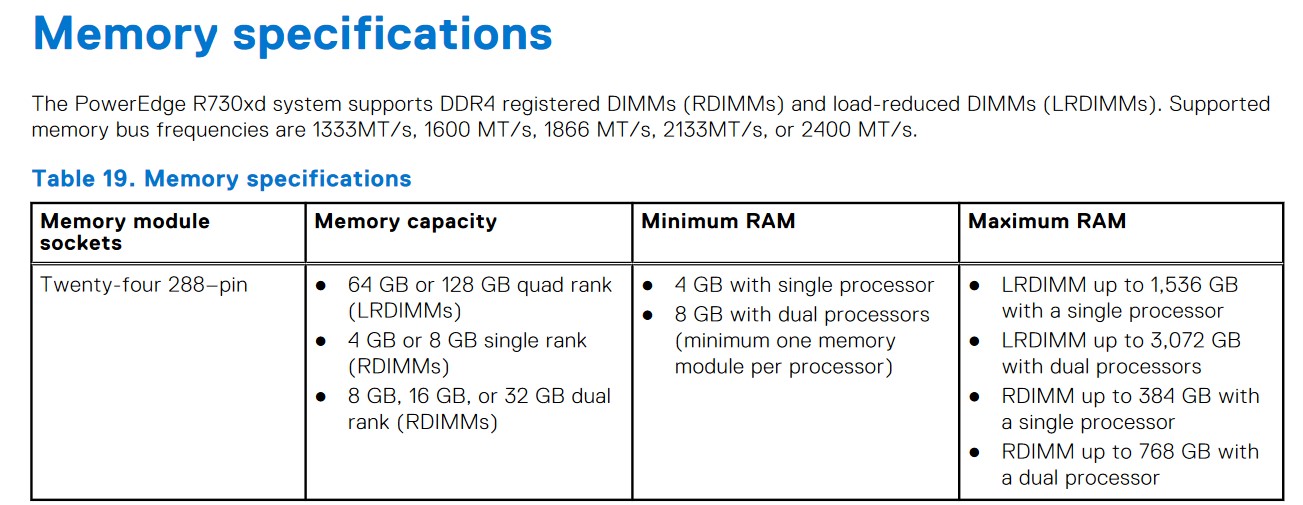 Memory specifications
The PowerEdge R730xd system supports DDR4 registered DIMMs (RDIMMs) and load-reduced DIMMs (LRDIMMs). Supported
memory bus frequencies are 1333MT/s, 1600 MT/s, 1866 MT/s, 2133MT/s, or 2400 MT/s.
Table 19. Memory specifications
Memory module
sockets
Memory capacity
Minimum RAM
Maximum RAM
Twenty-four 288–pin
● 64 GB or 128 GB quad rank
(LRDIMMs)
● 4 GB or 8 GB single rank
(RDIMMs)
● 8 GB, 16 GB, or 32 GB dual
rank (RDIMMs)
● 4 GB with single processor
● 8 GB with dual processors
(minimum one memory
module per processor)
● LRDIMM up to 1,536 GB
with a single processor
● LRDIMM up to 3,072 GB
with dual processors
● RDIMM up to 384 GB with
a single processor
● RDIMM up to 768 GB with
a dual processor